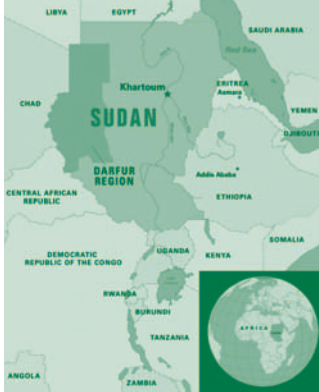 LIBYA
EGYPT
SAUDI ARABIA
Red Sea
Khartoum
ERITREA
Asmara
CHAD
SUDAN
YEMEN
DJIBOUTI
DARFUR
REGION
Addis Ababa
CENTRAL AFRICAN
REPUBLIC
ETHIOPIA
SOMALIA
DEMOCRATIC
REPUBLIC OF THE CONGO
UGANDA
KENYA
RWANDA
BURUNDI
AFRICA
TANZANIA
ANGOLA
ZAMBIA